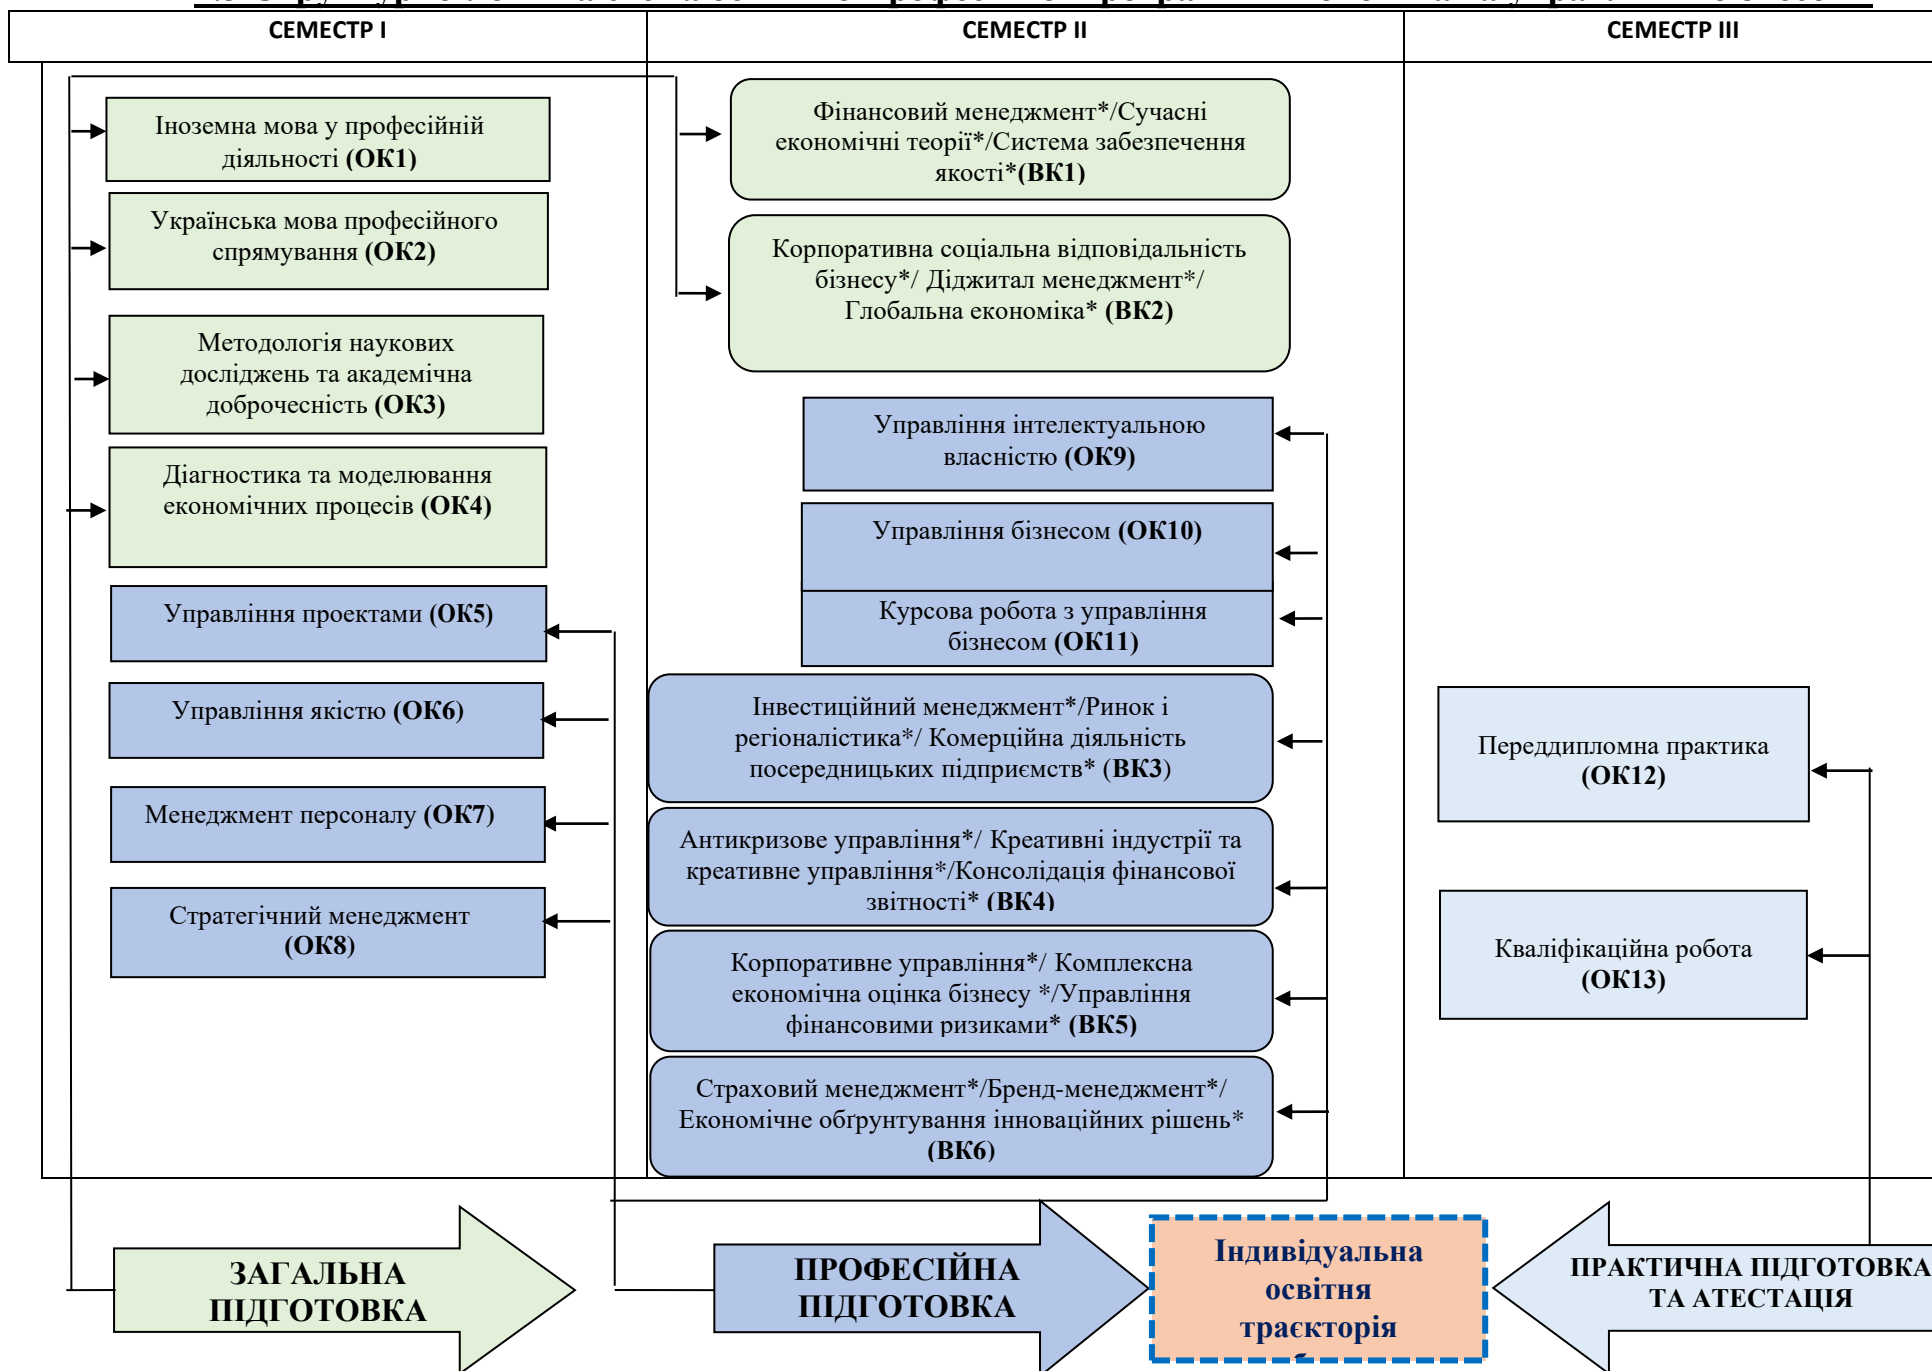 СЕМЕСТР І
СЕМЕСТР ІІ
СЕМЕСТР ІІІ
Іноземна мова у професійній
діяльності (ОК1)
Українська мова професійного
спрямування (ОК2)
Методологія наукових
досліджень та академічна
доброчесність (ОК3)
Діагностика та моделювання
економічних процесів (ОК4)
Управління проектами (ОК5)
Управління якістю (ОК6)
Менеджмент персоналу (ОК7)
Стратегічний менеджмент
(ОК8)
Фінансовий менеджмент*/Сучасні
економічні теорії*/Система забезпечення
якості*(ВК1)
Корпоративна соціальна відповідальність
бізнесу*/ Діджитал менеджмент*/
Глобальна економіка* (ВК2)
Управління інтелектуальною
власністю (ОК9)
Управління бізнесом (ОК10)
Курсова робота з управління
бізнесом (ОК11)
Інвестиційний менеджмент*/Ринок і
регіоналістика*/ Комерційна діяльність
посередницьких підприємств* (ВК3)
Антикризове управління*/ Креативні індустрії та
креативне управління*/Консолідація фінансової
звітності* (ВК4)
Корпоративне управління*/ Комплексна
економічна оцінка бізнесу */Управління
фінансовими ризиками* (ВК5)
Страховий менеджмент*/Бренд-менеджмент*/
Економічне обґрунтування інноваційних рішень*
(ВК6)
Переддипломна практика
(ОК12)
Кваліфікаційна робота
(ОК13)
ЗАГАЛЬНА
ПІДГОТОВКА
ПРОФЕСІЙНА
ПІДГОТОВКА
Індивідуальна
освітня
траєкторія
ПРАКТИЧНА ПІДГОТОВКА
ТА АТЕСТАЦІЯ